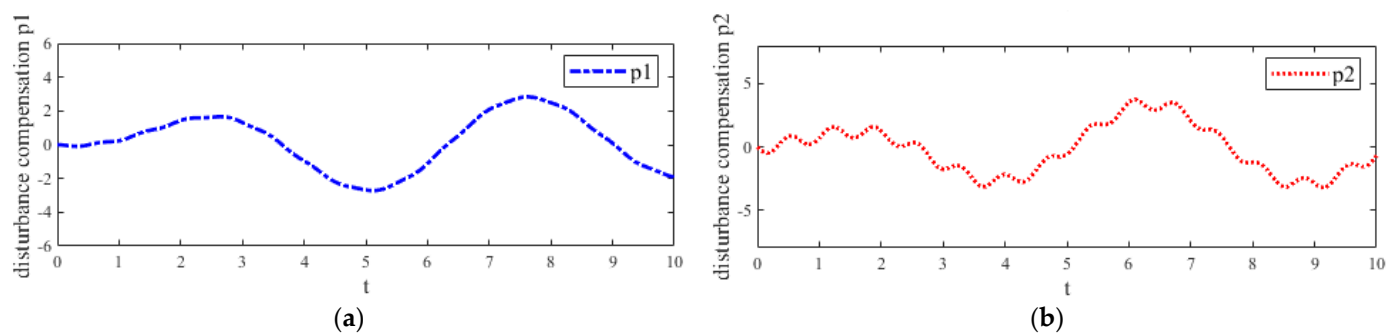 disturbance compensation p1
6
4
2
0
-2
-4
-6
0 1 2 3 4 5 6 7 8 9 10
t
p1
(a)
disturbance compensation p2
5
0
-5
0 1 2 3 4 5 6 7 8 9 10
t
p2
(b)